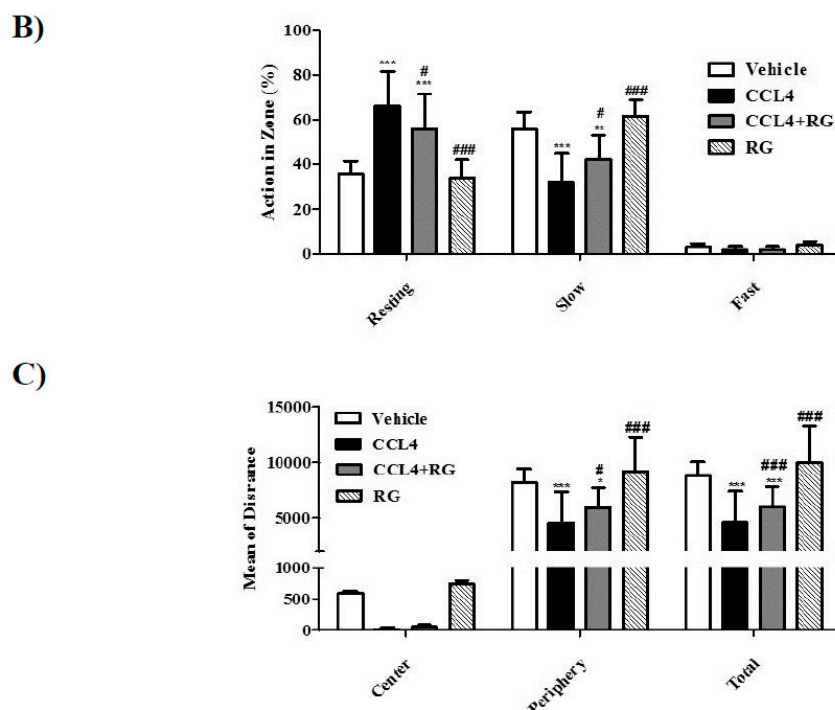 B)
100
80
60
40
20
0
Action in Zone (%)
***
#
***
###
***
#
**
###
Vehicle
CCL4
CCL4+RG
RG
Resting
Slow
Fast
C)
15000
10000
5000
1000
500
0
Mean of Disrance
Vehicle
CCL4
CCL4+RG
RG
***
#
*
###
***
###
***
###
Center
Periphery
Total